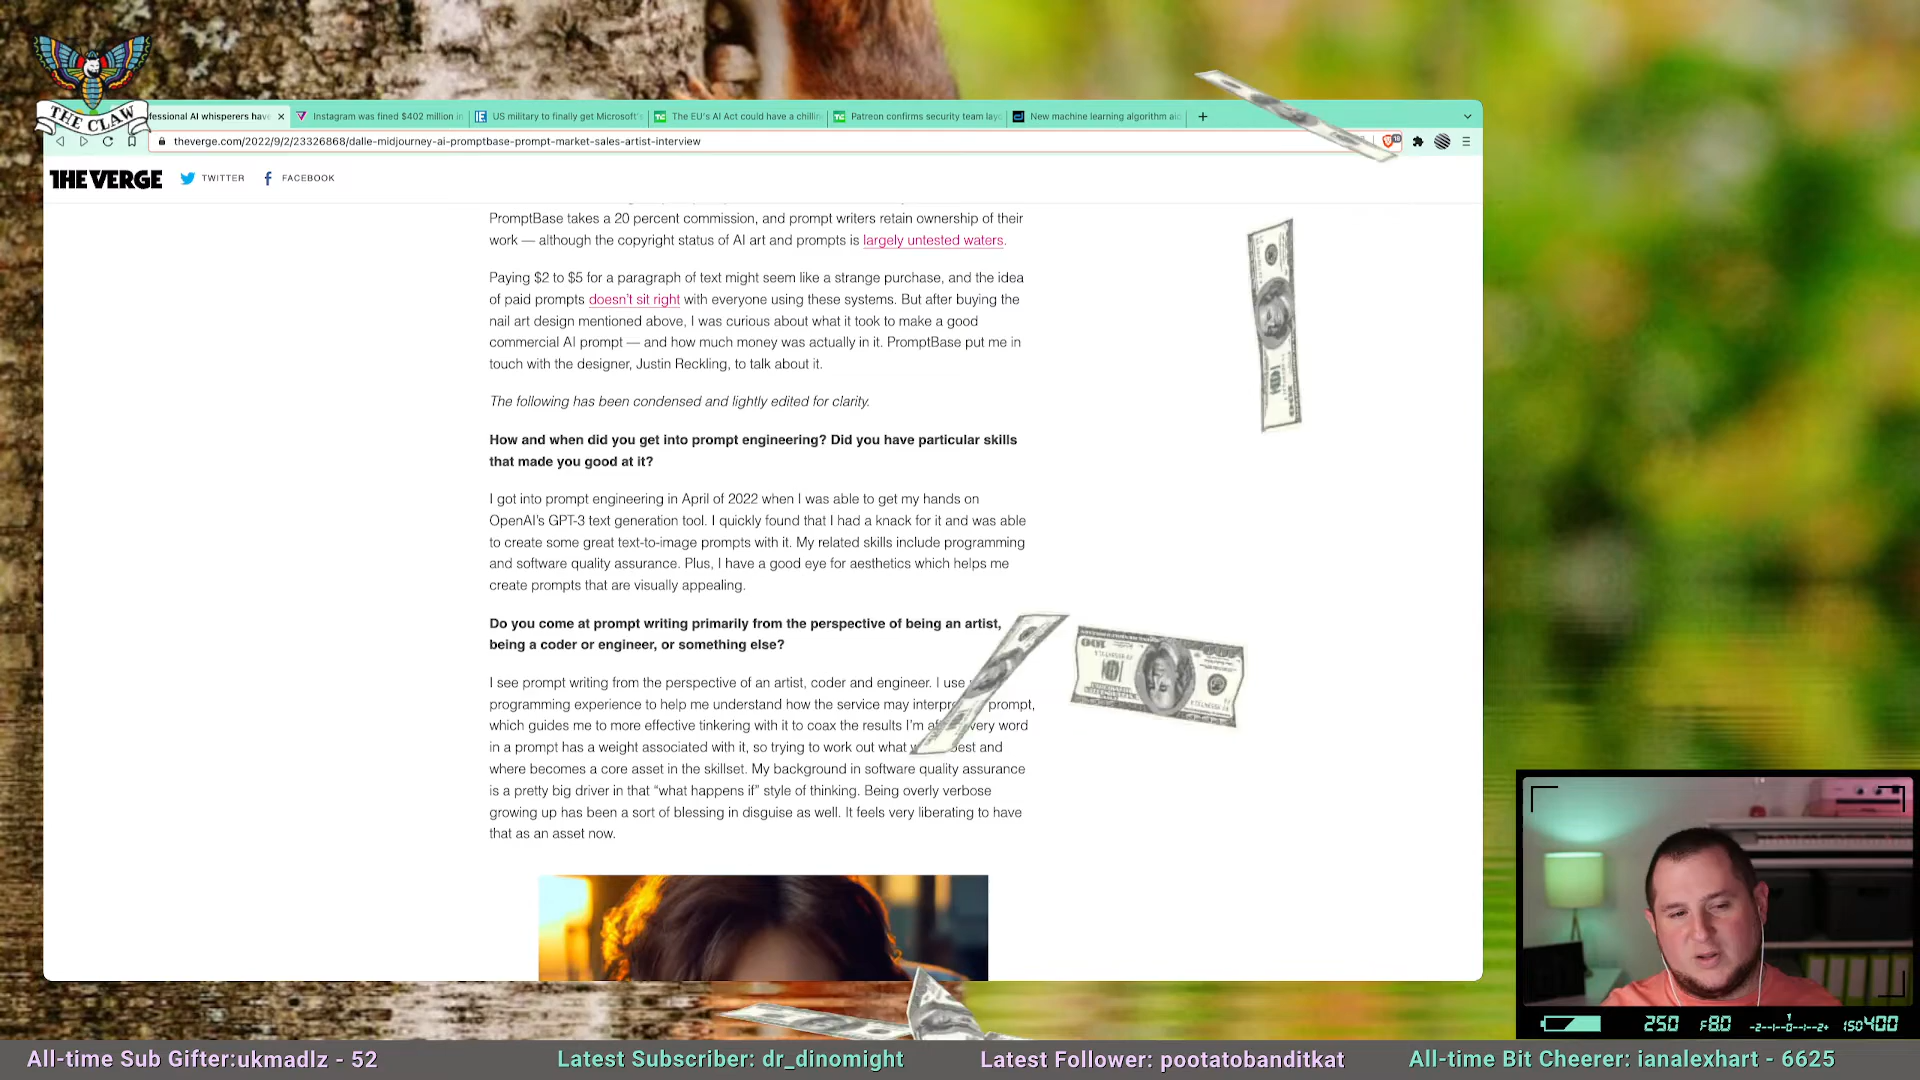 THE CLAW
fessional AI whisperers have
Instagram was fined $402 million in
US military to finally get Microsoft's
The EU's AI Act could have a chillin
Patreon confirms security team layo
New machine learning algorithm aid
theverge.com/2022/9/2/23326868/dalle-midjourney-ai-promptbase-prompt-market-sales-artist-interview
THE VERGE
TWITTER
FACEBOOK
PromptBase takes a 20 percent commission, and prompt writers retain ownership of their
work — although the copyright status of AI art and prompts is largely untested waters.
Paying $2 to $5 for a paragraph of text might seem like a strange purchase, and the idea
of paid prompts doesn't sit right with everyone using these systems. But after buying the
nail art design mentioned above, I was curious about what it took to make a good
commercial AI prompt — and how much money was actually in it. PromptBase put me in
touch with the designer, Justin Reckling, to talk about it.
The following has been condensed and lightly edited for clarity.
How and when did you get into prompt engineering? Did you have particular skills
that made you good at it?
I got into prompt engineering in April of 2022 when I was able to get my hands on
OpenAI's GPT-3 text generation tool. I quickly found that I had a knack for it and was able
to create some great text-to-image prompts with it. My related skills include programming
and software quality assurance. Plus, I have a good eye for aesthetics which helps me
create prompts that are visually appealing.
Do you come at prompt writing primarily from the perspective of being an artist,
being a coder or engineer, or something else?
I see prompt writing from the perspective of an artist, coder and engineer. I use
programming experience to help me understand how the service may interpr prompt,
which guides me to more effective tinkering with it to coax the results I'm af very word
in a prompt has a weight associated with it, so trying to work out what w est and
where becomes a core asset in the skillset. My background in software quality assurance
is a pretty big driver in that “what happens if” style of thinking. Being overly verbose
growing up has been a sort of blessing in disguise as well. It feels very liberating to have
that as an asset now.
250 F8.0 -2--1--0--1--2+ ISO400
All-time Sub Gifter:ukmadlz - 52
Latest Subscriber: dr_dinomight
Latest Follower: pootatobanditkat
All-time Bit Cheerer: ianalexhart - 6625